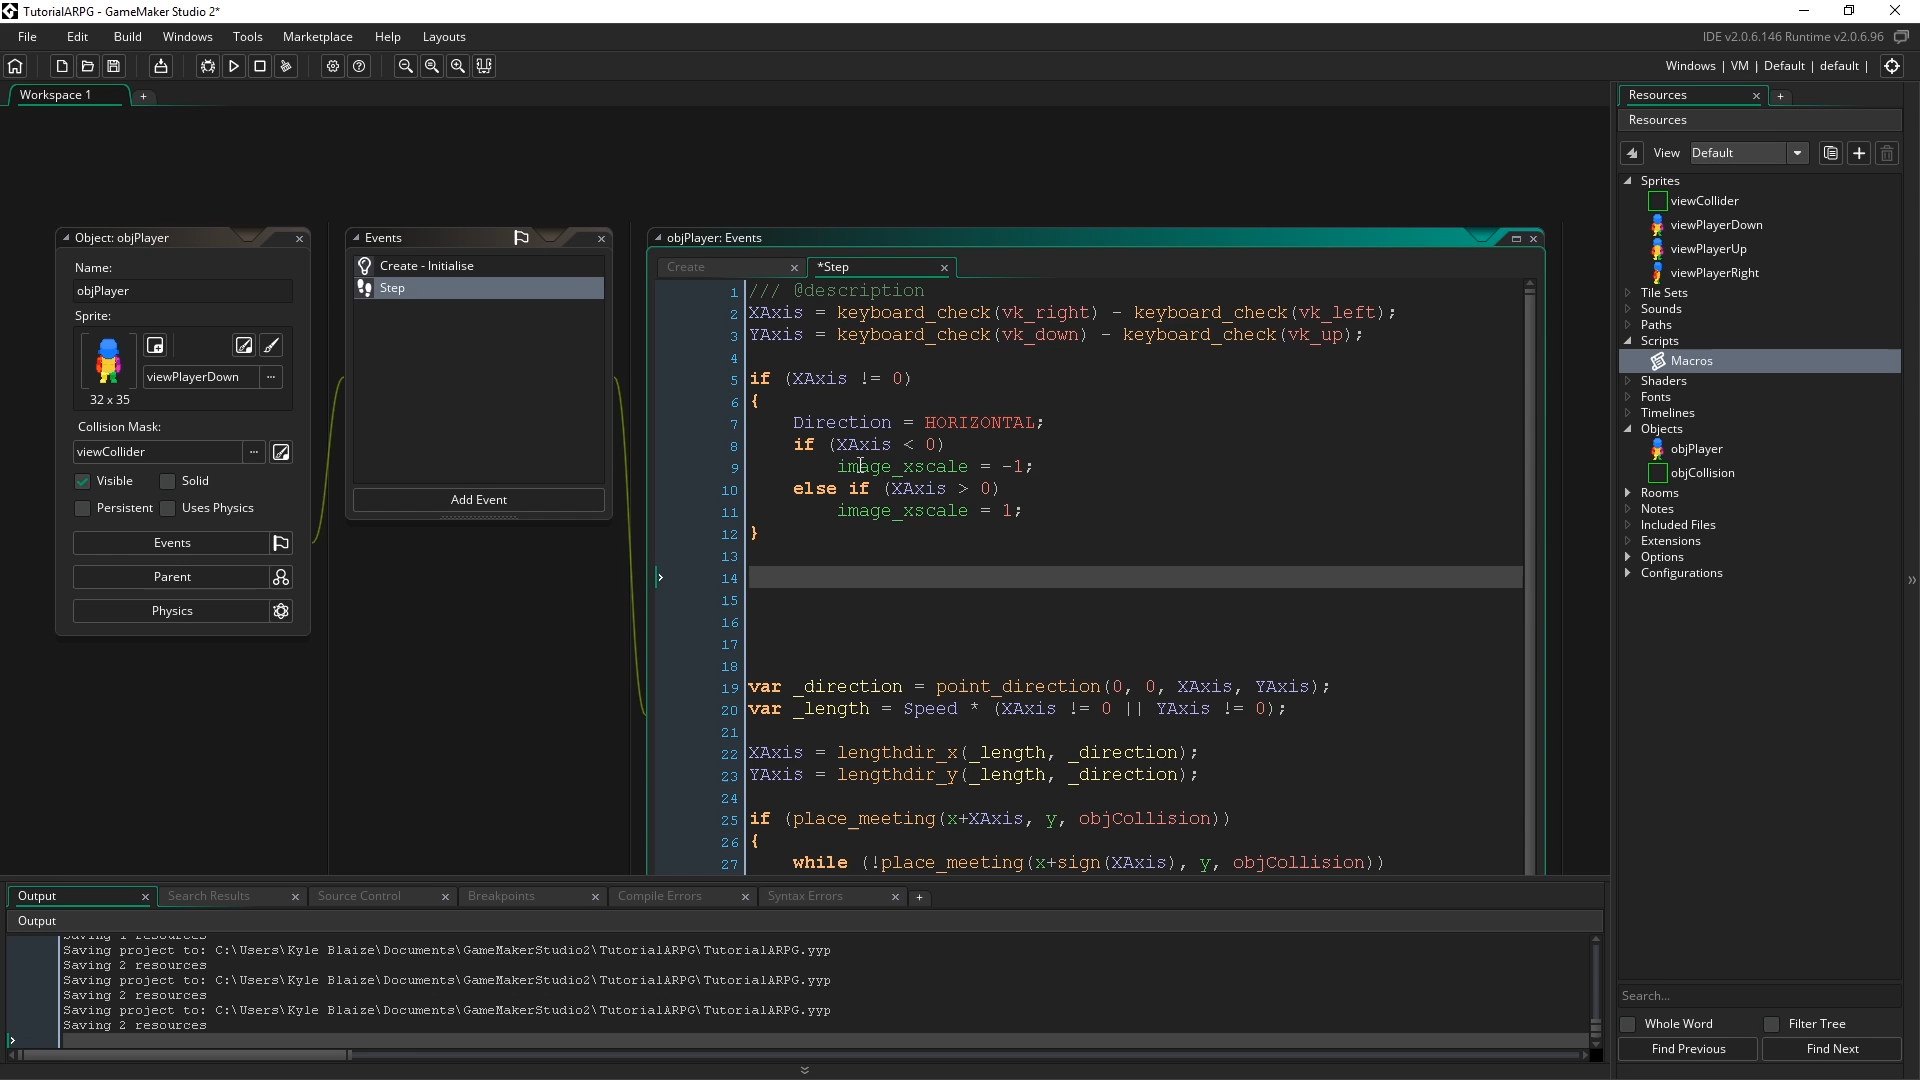 TutorialARPG - GameMaker Studio 2*
File Edit Build Windows Tools Marketplace Help Layouts
IDE v2.0.6.146 Runtime v2.0.6.96
Windows | VM | Default | default |
Workspace 1
+
Object: objPlayer
Name:
objPlayer
Sprite:
viewPlayerDown
...
32 x 35
Collision Mask:
viewCollider
...
Visible Solid
Persistent Uses Physics
Events
Parent
Physics
Events
Create - Initialise
Step
Add Event
objPlayer: Events
Create
*Step
1 /// @description
2 XAxis = keyboard_check(vk_right) - keyboard_check(vk_left);
3 YAxis = keyboard_check(vk_down) - keyboard_check(vk_up);
4
5 if (XAxis != 0)
6 {
7 Direction = HORIZONTAL;
8 if (XAxis < 0)
9 image_xscale = -1;
10 else if (XAxis > 0)
11 image_xscale = 1;
12 }
13
14
15
16
17
18
19 var _direction = point_direction(0, 0, XAxis, YAxis);
20 var _length = Speed * (XAxis != 0 || YAxis != 0);
21
22 XAxis = lengthdir_x(_length, _direction);
23 YAxis = lengthdir_y(_length, _direction);
24
25 if (place_meeting(x+XAxis, y, objCollision))
26 {
27 while (!place_meeting(x+sign(XAxis), y, objCollision))
Resources
+
Resources
View Default
Sprites
viewCollider
viewPlayerDown
viewPlayerUp
viewPlayerRight
Tile Sets
Sounds
Paths
Scripts
Macros
Shaders
Fonts
Timelines
Objects
objPlayer
objCollision
Rooms
Notes
Included Files
Extensions
Options
Configurations
Search...
Whole Word Filter Tree
Find Previous Find Next
Output Search Results Source Control Breakpoints Compile Errors Syntax Errors +
Output
Saving 1 resources
Saving project to: C:\Users\Kyle Blaize\Documents\GameMakerStudio2\TutorialARPG\TutorialARPG.yyp
Saving 2 resources
Saving project to: C:\Users\Kyle Blaize\Documents\GameMakerStudio2\TutorialARPG\TutorialARPG.yyp
Saving 2 resources
Saving project to: C:\Users\Kyle Blaize\Documents\GameMakerStudio2\TutorialARPG\TutorialARPG.yyp
Saving 2 resources